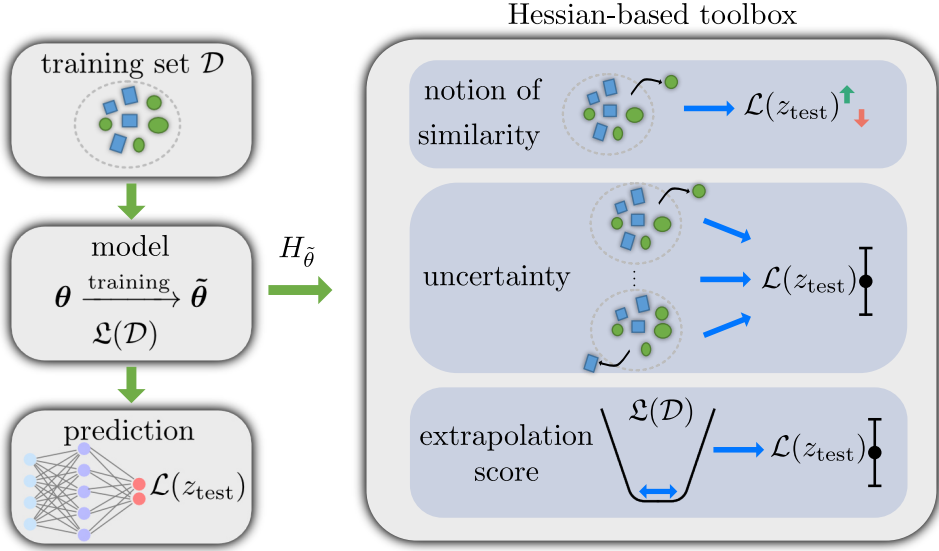 training set 𝒟
model
θ training θ̃
𝔏(𝒟)
prediction
ℒ(z_test)
H_θ̃
Hessian-based toolbox
notion of
similarity
ℒ(z_test)
uncertainty
⋮
ℒ(z_test)
𝔏(𝒟)
extrapolation
score
ℒ(z_test)